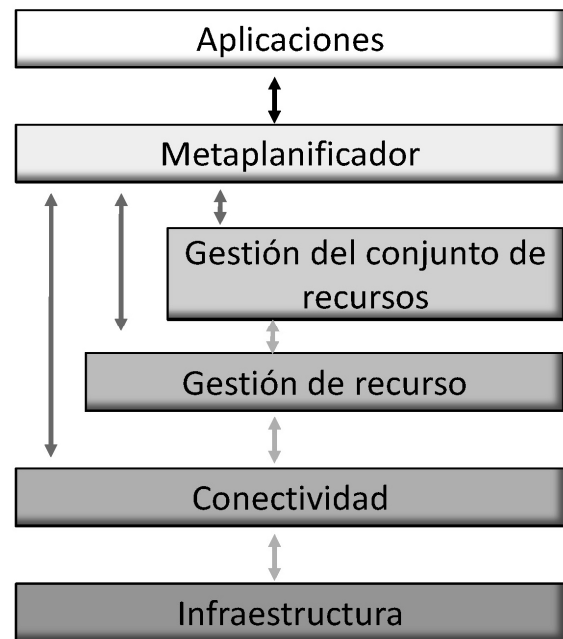 Aplicaciones
Metaplanificador
Gestión del conjunto de
recursos
Gestión de recurso
Conectividad
Infraestructura